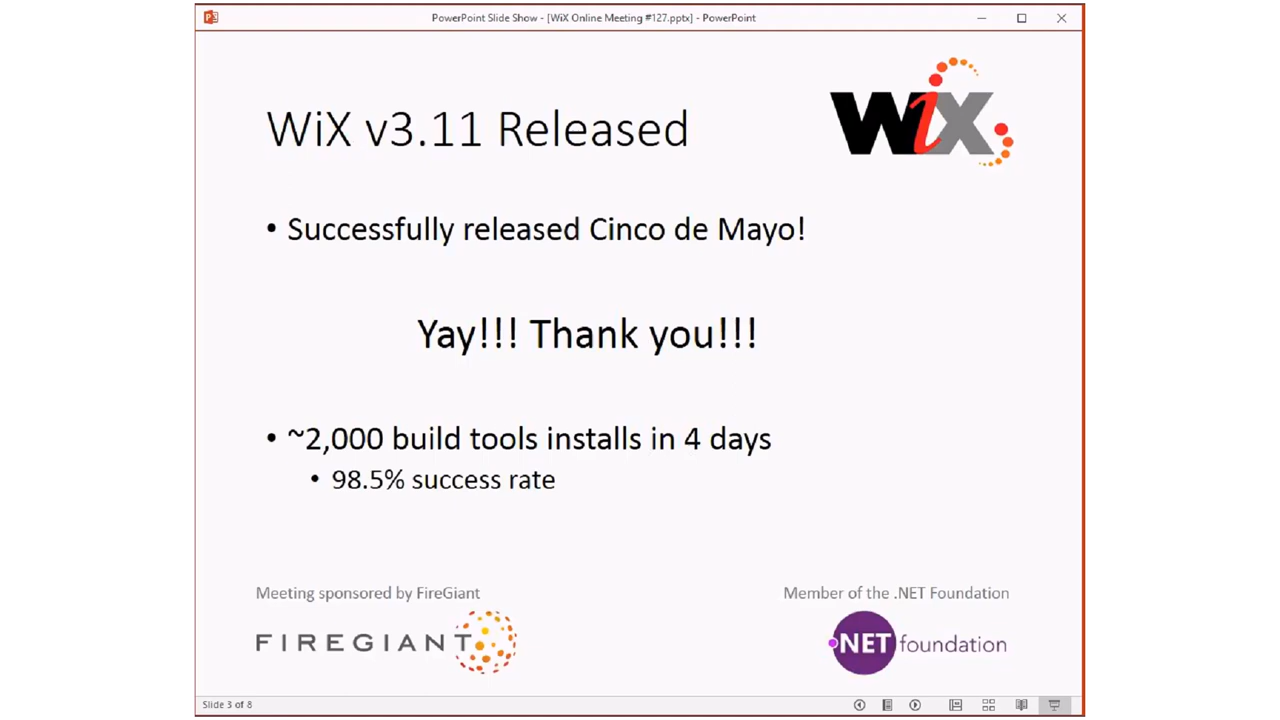 PowerPoint Slide Show - [WiX Online Meeting #127.pptx] - PowerPoint
WiX
WiX v3.11 Released
• Successfully released Cinco de Mayo!
Yay!!! Thank you!!!
• ~2,000 build tools installs in 4 days
• 98.5% success rate
Meeting sponsored by FireGiant
FIREGIANT
Member of the .NET Foundation
.NET foundation
Slide 3 of 8